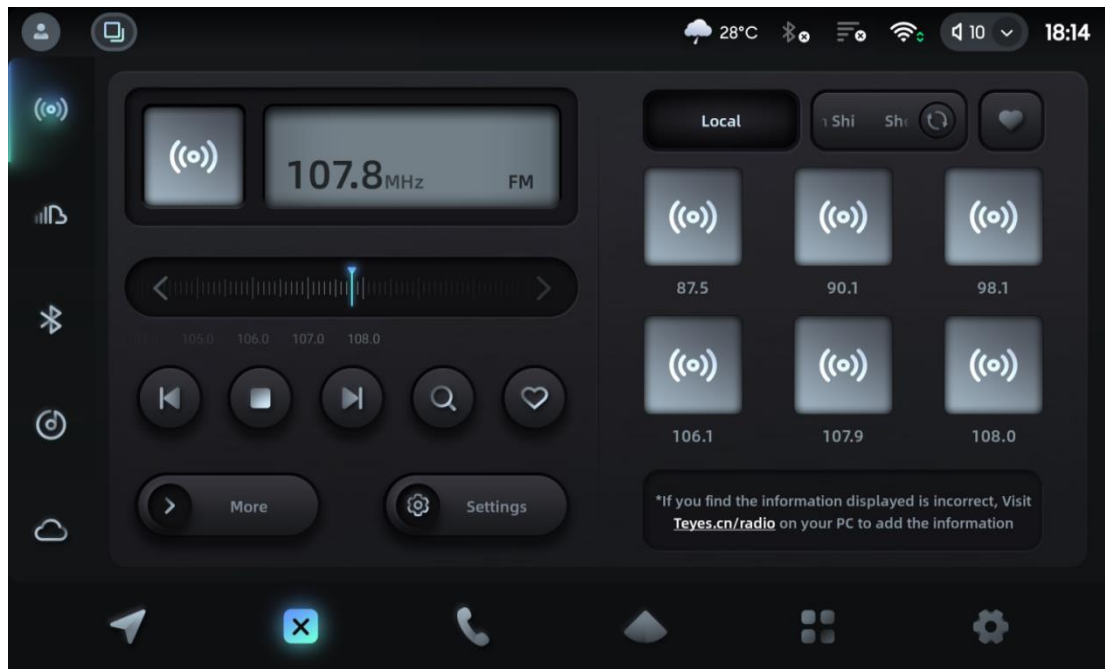 28°C
10
18:14
107.8 MHz FM
105.0 106.0 107.0 108.0
More
Settings
Local
Shi
87.5 90.1 98.1
106.1 107.9 108.0
*If you find the information displayed is incorrect, Visit
Teyes.cn/radio on your PC to add the information